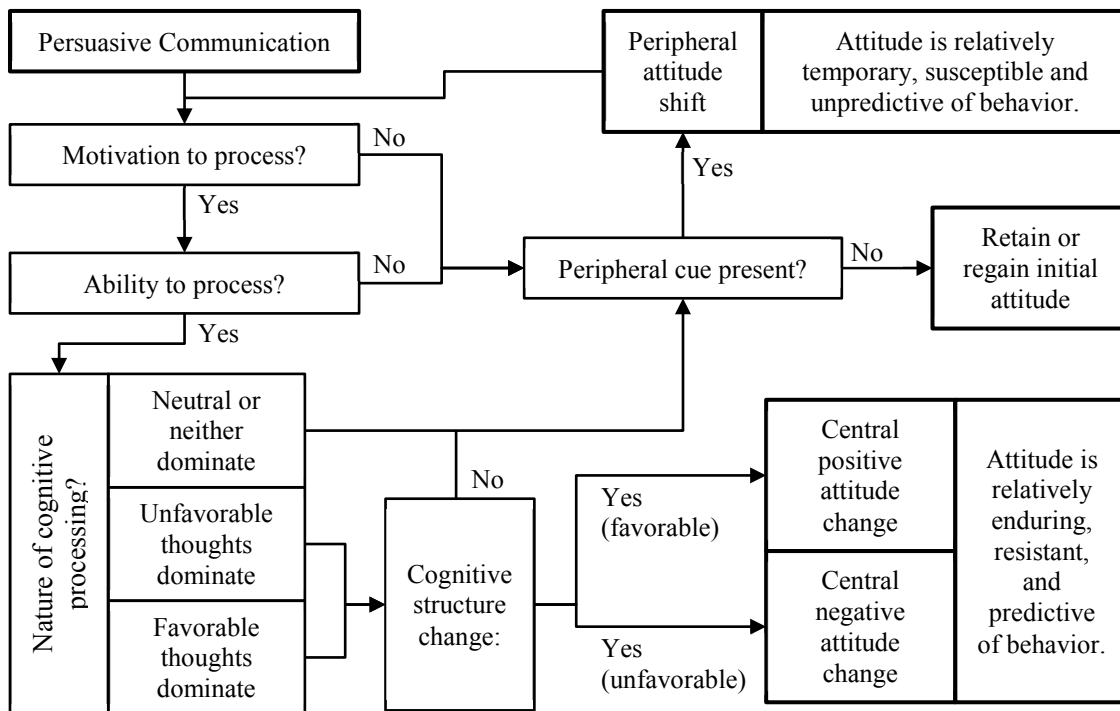 Persuasive Communication
Peripheral
attitude
shift
Attitude is relatively
temporary, susceptible and
unpredictive of behavior.
Motivation to process?
No
Yes
Yes
Ability to process?
No
Yes
Peripheral cue present?
No
Retain or
regain initial
attitude
Nature of cognitive
processing?
Neutral or
neither
dominate
Unfavorable
thoughts
dominate
Favorable
thoughts
dominate
No
Cognitive
structure
change:
Yes
(favorable)
Yes
(unfavorable)
Central
positive
attitude
change
Central
negative
attitude
change
Attitude is
relatively
enduring,
resistant,
and
predictive
of behavior.